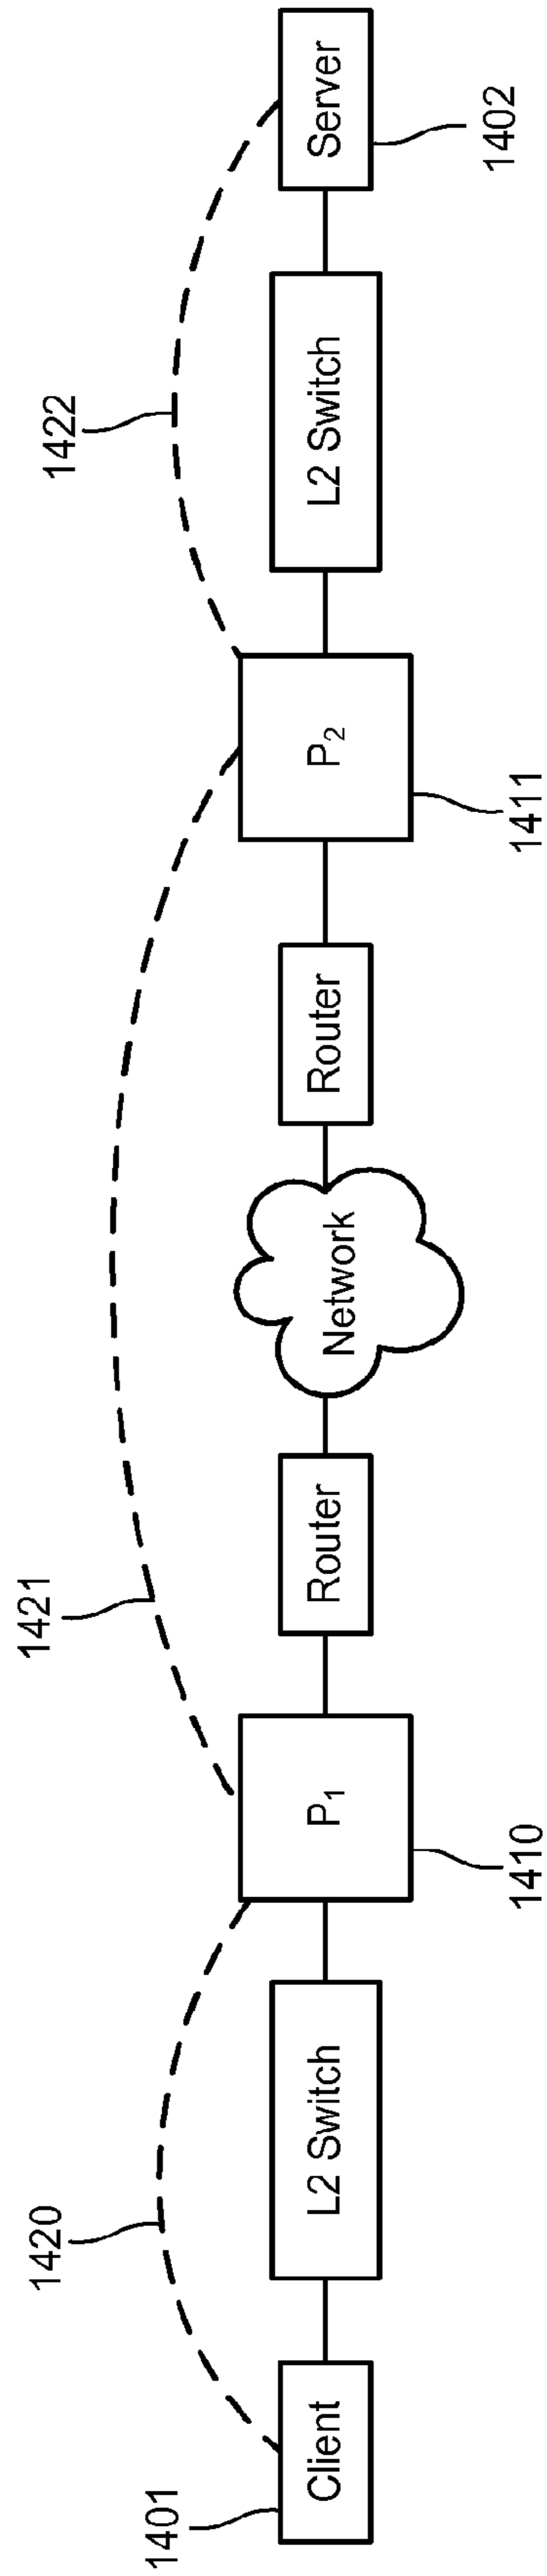 1420
1421
1422
1401
Client
L2 Switch
P₁
Router
Network
Router
P₂
L2 Switch
Server
1410
1411
1402